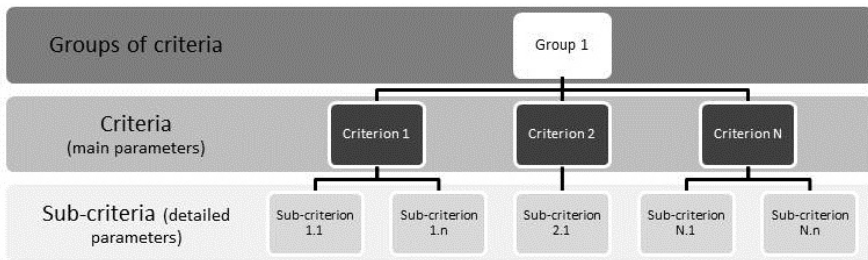 Groups of criteria
Group 1
Criteria
(main parameters)
Criterion 1
Criterion 2
Criterion N
Sub-criteria (detailed
parameters)
Sub-criterion
1.1
Sub-criterion
1.n
Sub-criterion
2.1
Sub-criterion
N.1
Sub-criterion
N.n